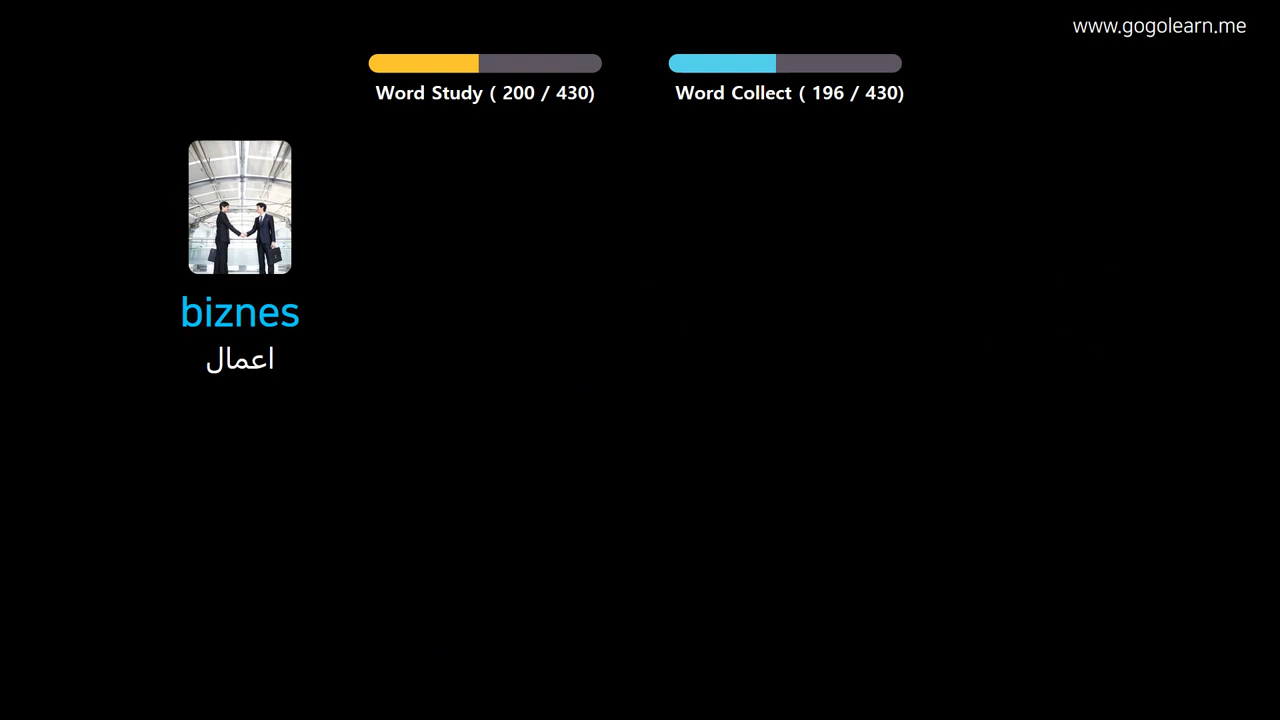 www.gogolearn.me
Word Study ( 200 / 430)
Word Collect ( 196 / 430)
biznes
اعمال